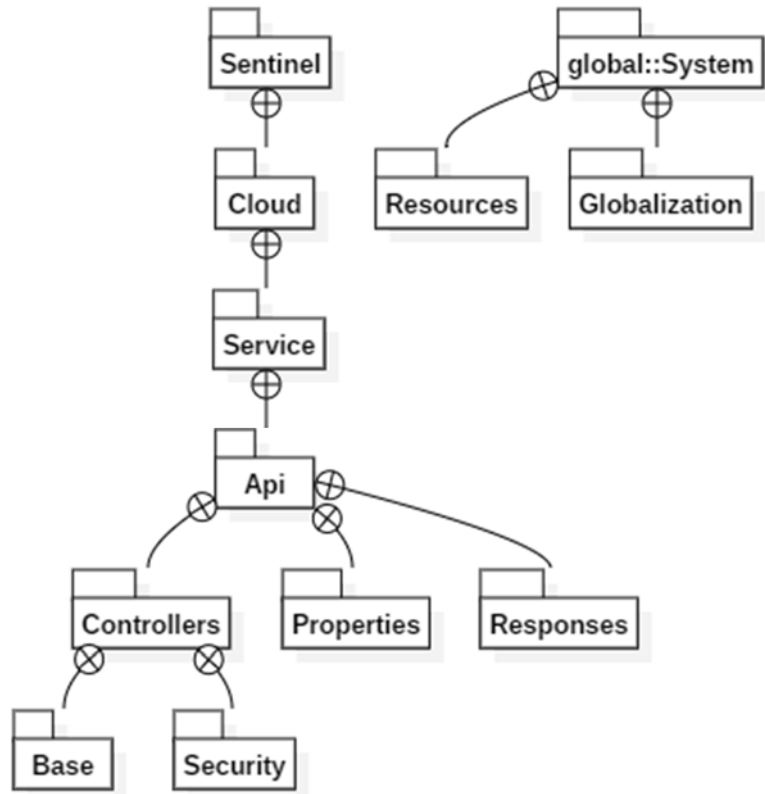 Sentinel
global::System
Cloud
Resources
Globalization
Service
Api
Controllers
Properties
Responses
Base
Security